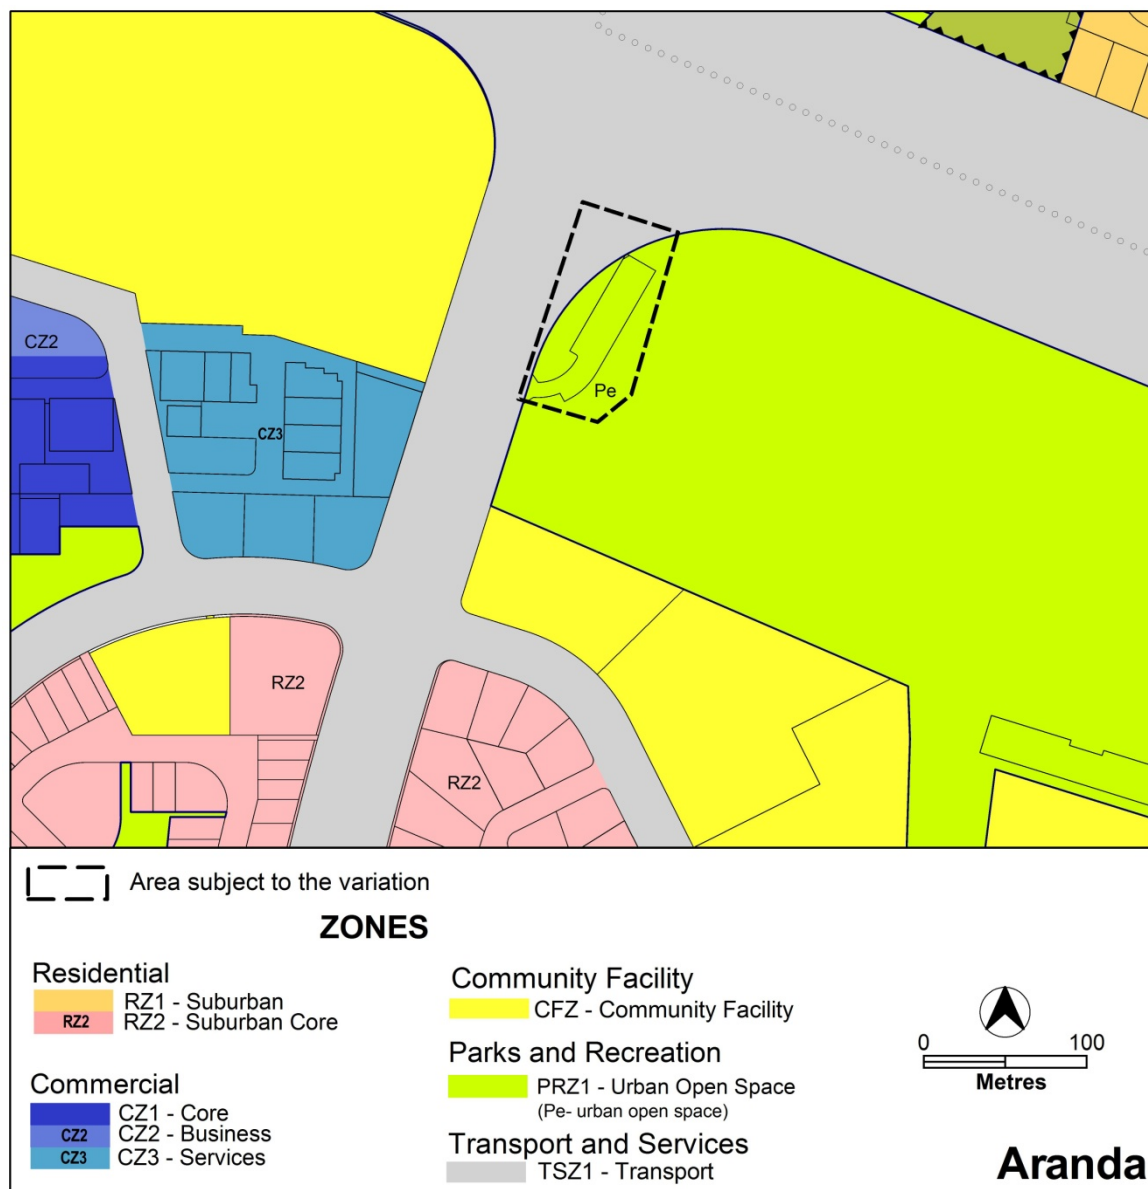 CZ2
Pe
CZ3
RZ2
RZ2
Area subject to the variation
ZONES
Residential
RZ1 - Suburban
RZ2 RZ2 - Suburban Core
Commercial
CZ1 - Core
CZ2 CZ2 - Business
CZ3 CZ3 - Services
Community Facility
CFZ - Community Facility
Parks and Recreation
PRZ1 - Urban Open Space
(Pe- urban open space)
Transport and Services
TSZ1 - Transport
0 100
Metres
Aranda